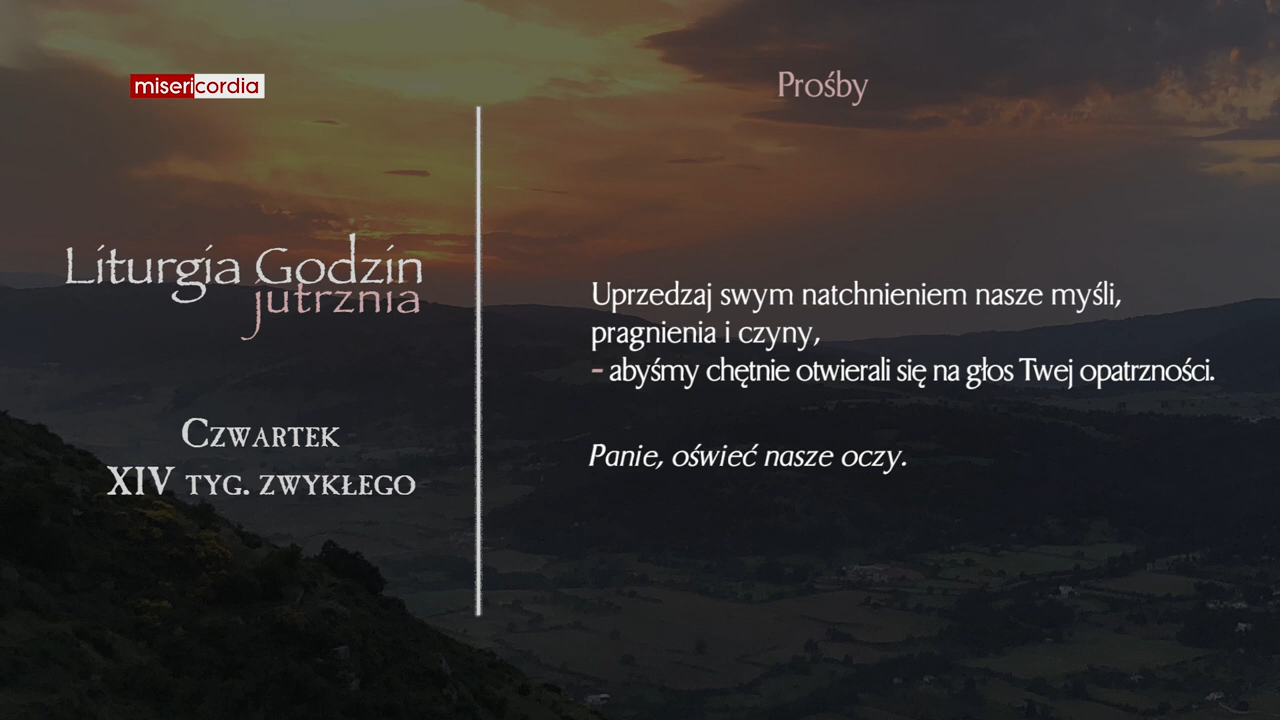 misericordia
Liturgia Godzin
jutrznia
Czwartek
XIV tyg. zwykłego
Prośby
Uprzedzaj swym natchnieniem nasze myśli,
pragnienia i czyny,
- abyśmy chętnie otwierali się na głos Twej opatrzności.
Panie, oświeć nasze oczy.